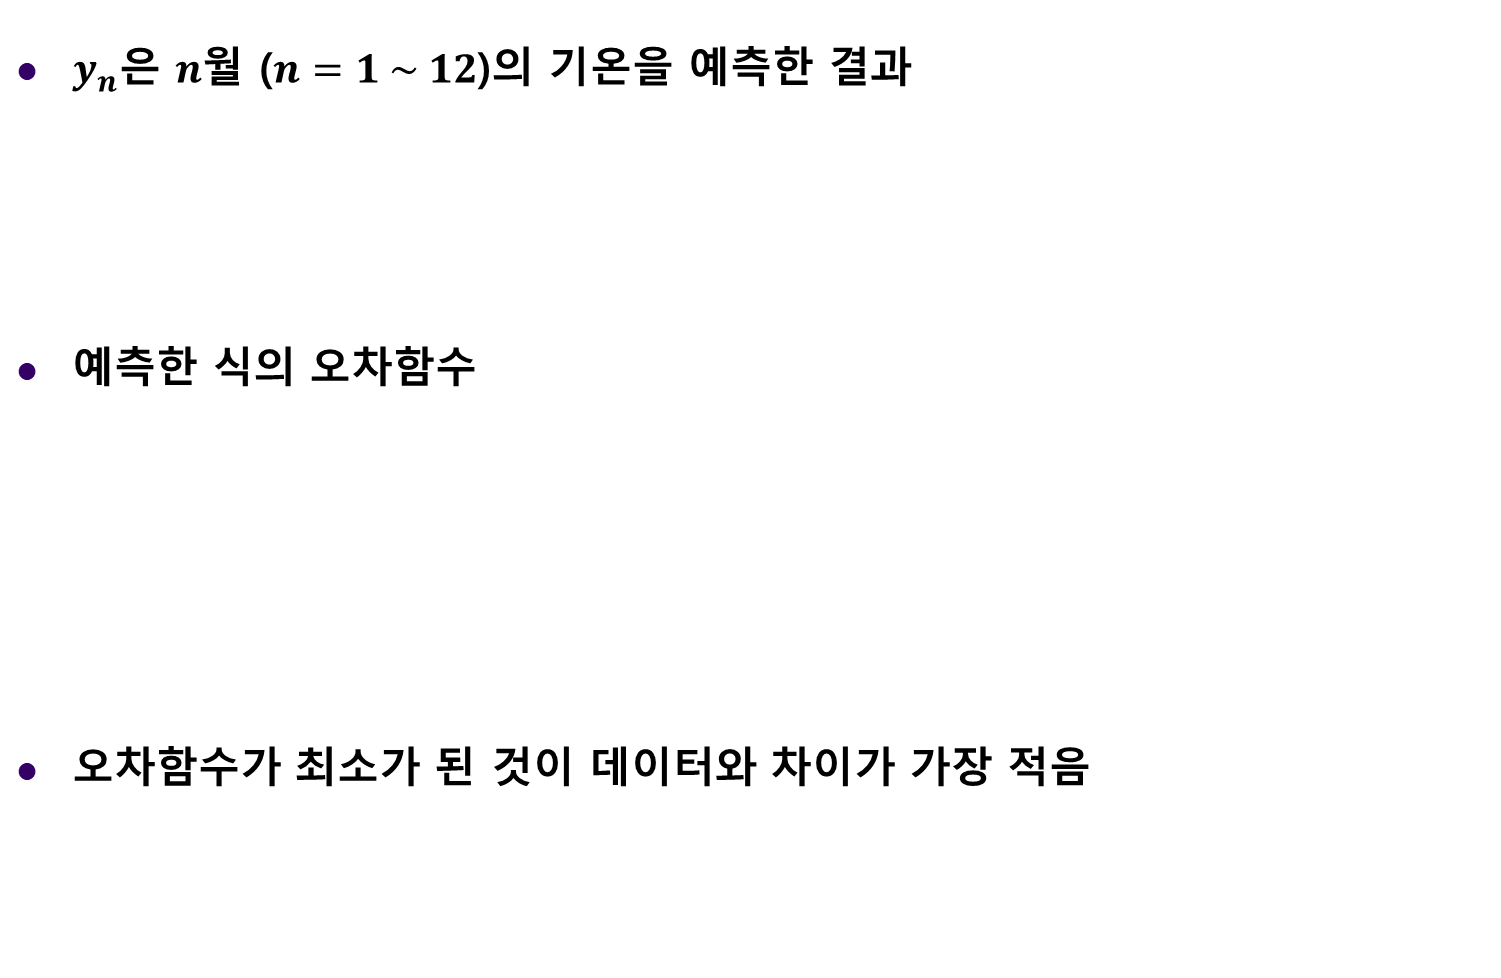 • yₙ은 n월 (n = 1 ~ 12)의 기온을 예측한 결과
• 예측한 식의 오차함수
• 오차함수가 최소가 된 것이 데이터와 차이가 가장 적음